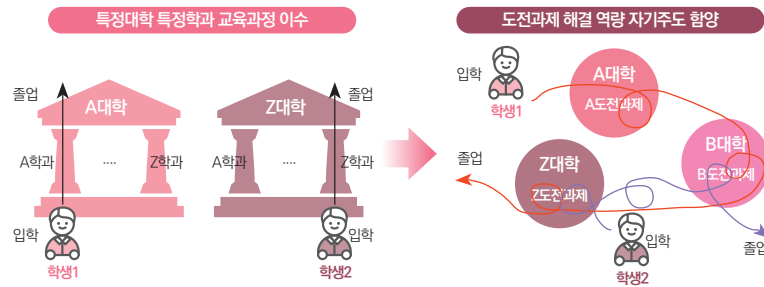 특정대학 특정학과 교육과정 이수
졸업
A대학
A학과
....
Z학과
입학
학생1
졸업
Z대학
A학과
....
Z학과
입학
학생2
도전과제 해결 역량 자기주도 함양
입학
학생1
A대학
A도전과제
B대학
B도전과제
졸업
Z대학
Z도전과제
입학
학생2
졸업